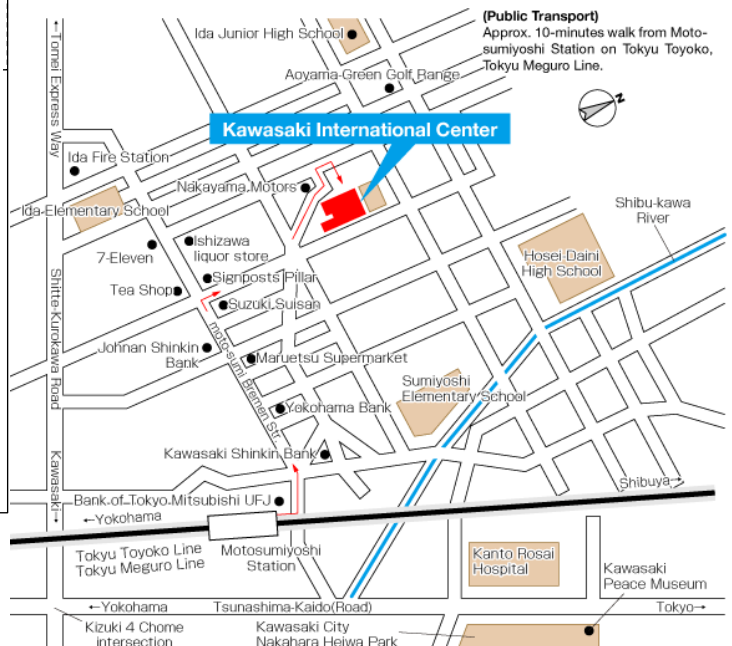 (Public Transport)
Approx. 10-minutes walk from Moto-
sumiyoshi Station on Tokyu Toyoko,
Tokyu Meguro Line.
N
Ida Junior High School
←Tomei Express Way
Aoyama Green Golf Range
Kawasaki International Center
Ida Fire Station
Nakayama Motors
Ida Elementary School
Shibu-kawa
River
Ishizawa
liquor store
7-Eleven
Hosei-Daini
High School
Signposts Pillar
Tea Shop
Suzuki Suisan
Shitte-Kurokawa Road
moto-sumi Bremen Str.
Johnan Shinkin
Bank
Maruetsu Supermarket
Sumiyoshi
Elementary School
Yokohama Bank
Kawasaki Shinkin Bank
Kawasaki→
Shibuya→
Bank of Tokyo Mitsubishi UFJ
←Yokohama
Tokyu Toyoko Line
Tokyu Meguro Line
Motosumiyoshi
Station
Kanto Rosai
Hospital
Kawasaki
Peace Museum
←Yokohama
Tsunashima-Kaido(Road)
Tokyo→
Kizuki 4 Chome
intersection
Kawasaki City
Nakahara Heiwa Park